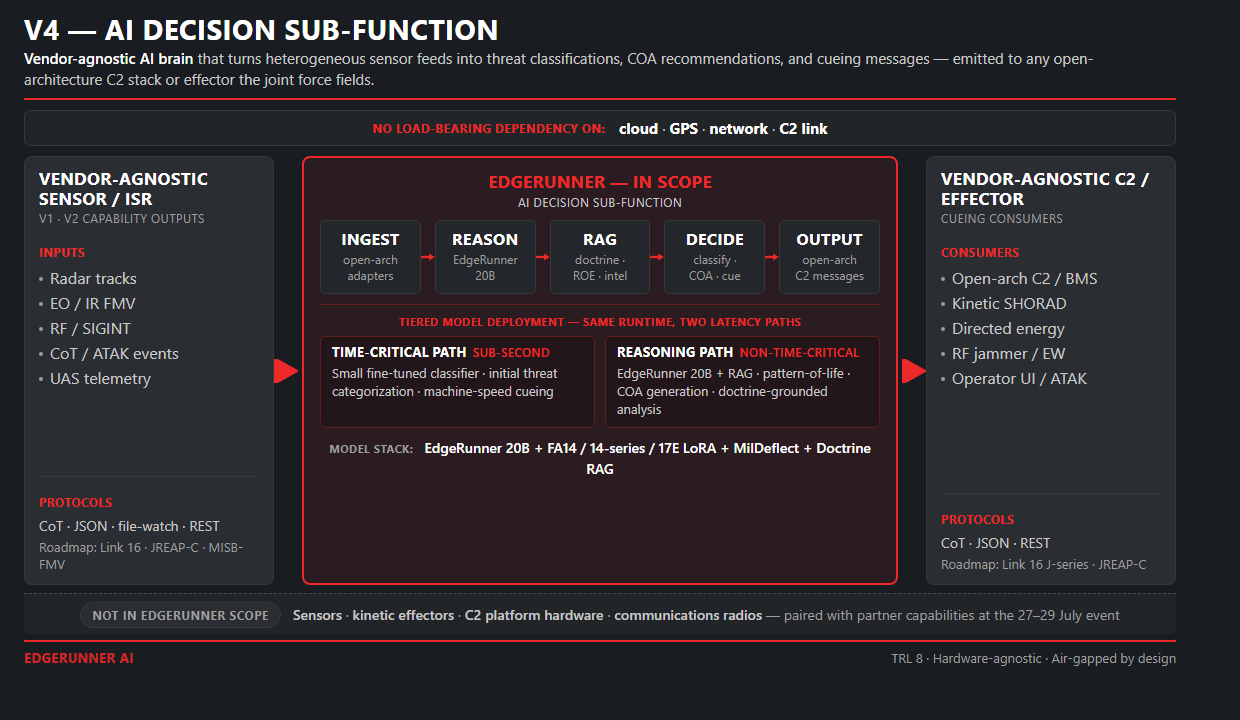 V4 — AI DECISION SUB-FUNCTION
Vendor-agnostic AI brain that turns heterogeneous sensor feeds into threat classifications, COA recommendations, and cueing messages — emitted to any open-
architecture C2 stack or effector the joint force fields.
NO LOAD-BEARING DEPENDENCY ON: cloud · GPS · network · C2 link
VENDOR-AGNOSTIC
SENSOR / ISR
V1 · V2 CAPABILITY OUTPUTS
INPUTS
• Radar tracks
• EO / IR FMV
• RF / SIGINT
• CoT / ATAK events
• UAS telemetry
PROTOCOLS
CoT · JSON · file-watch · REST
Roadmap: Link 16 · JREAP-C · MISB-
FMV
EDGERUNNER — IN SCOPE
AI DECISION SUB-FUNCTION
INGEST
open-arch
adapters
REASON
EdgeRunner
20B
RAG
doctrine ·
ROE · intel
DECIDE
classify ·
COA · cue
OUTPUT
open-arch
C2 messages
TIERED MODEL DEPLOYMENT — SAME RUNTIME, TWO LATENCY PATHS
TIME-CRITICAL PATH SUB-SECOND
Small fine-tuned classifier · initial threat
categorization · machine-speed cueing
REASONING PATH NON-TIME-CRITICAL
EdgeRunner 20B + RAG · pattern-of-life ·
COA generation · doctrine-grounded
analysis
MODEL STACK: EdgeRunner 20B + FA14 / 14-series / 17E LoRA + MilDeflect + Doctrine
RAG
VENDOR-AGNOSTIC C2 /
EFFECTOR
CUEING CONSUMERS
CONSUMERS
• Open-arch C2 / BMS
• Kinetic SHORAD
• Directed energy
• RF jammer / EW
• Operator UI / ATAK
PROTOCOLS
CoT · JSON · REST
Roadmap: Link 16 J-series · JREAP-C
NOT IN EDGERUNNER SCOPE Sensors · kinetic effectors · C2 platform hardware · communications radios — paired with partner capabilities at the 27–29 July event
EDGERUNNER AI
TRL 8 · Hardware-agnostic · Air-gapped by design